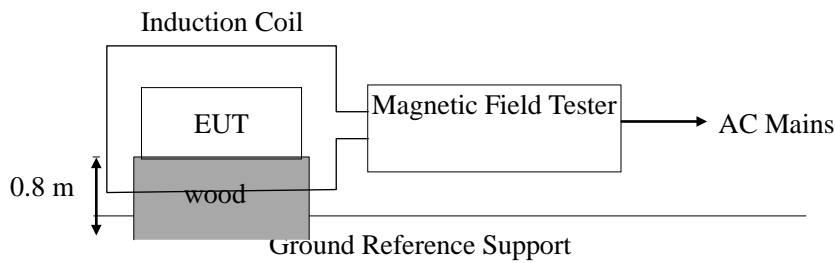 Induction Coil
EUT
Magnetic Field Tester
AC Mains
0.8 m
wood
Ground Reference Support